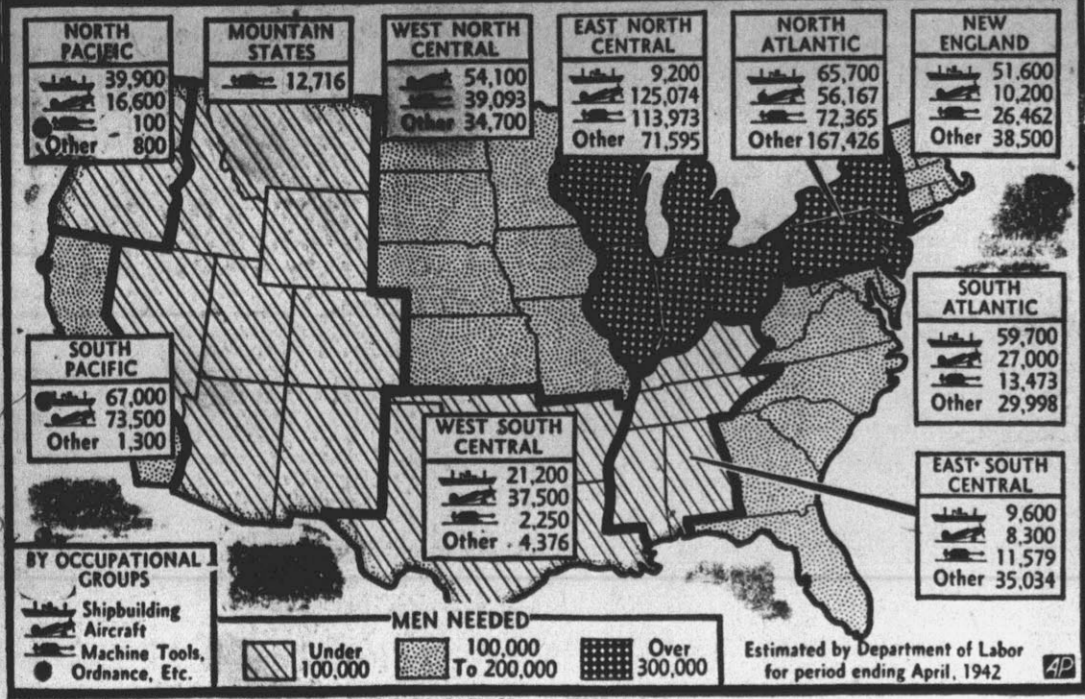 NORTH
PACIFIC
39,900
16,600
100
Other 800
MOUNTAIN
STATES
12,716
WEST NORTH
CENTRAL
54,100
39,093
Other 34,700
EAST NORTH
CENTRAL
9,200
125,074
113,973
Other 71,595
NORTH
ATLANTIC
65,700
56,167
72,365
Other 167,426
NEW
ENGLAND
51,600
10,200
26,462
Other 38,500
SOUTH
ATLANTIC
59,700
27,000
13,473
Other 29,998
SOUTH
PACIFIC
67,000
73,500
Other 1,300
WEST SOUTH
CENTRAL
21,200
37,500
2,250
Other 4,376
EAST SOUTH
CENTRAL
9,600
8,300
11,579
Other 35,034
BY OCCUPATIONAL
GROUPS
Shipbuilding
Aircraft
Machine Tools,
Ordnance, Etc.
MEN NEEDED
Under
100,000
100,000
To 200,000
Over
300,000
Estimated by Department of Labor
for period ending April, 1942
AP